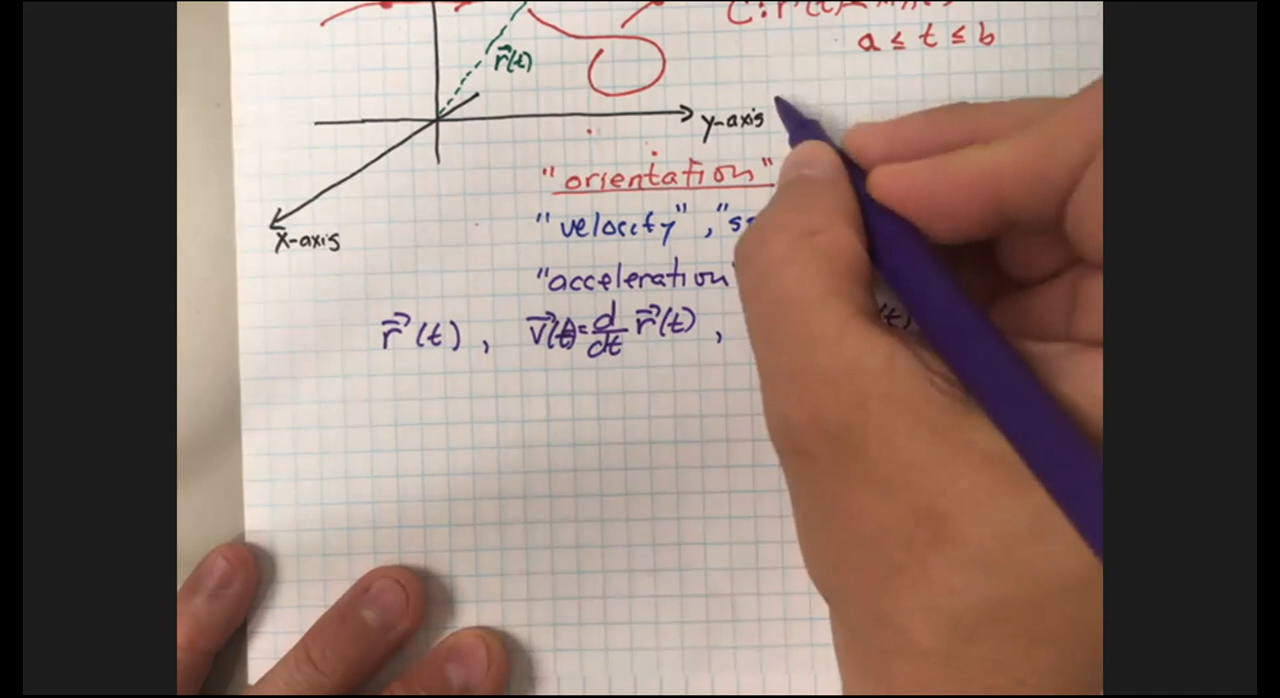 C: r⃗(t)
a ≤ t ≤ b
r⃗(t)
y-axis
"orientation"
"velocity", "s
x-axis
"acceleration"
r⃗(t), v⃗(t)=d/dt r⃗(t), (t)